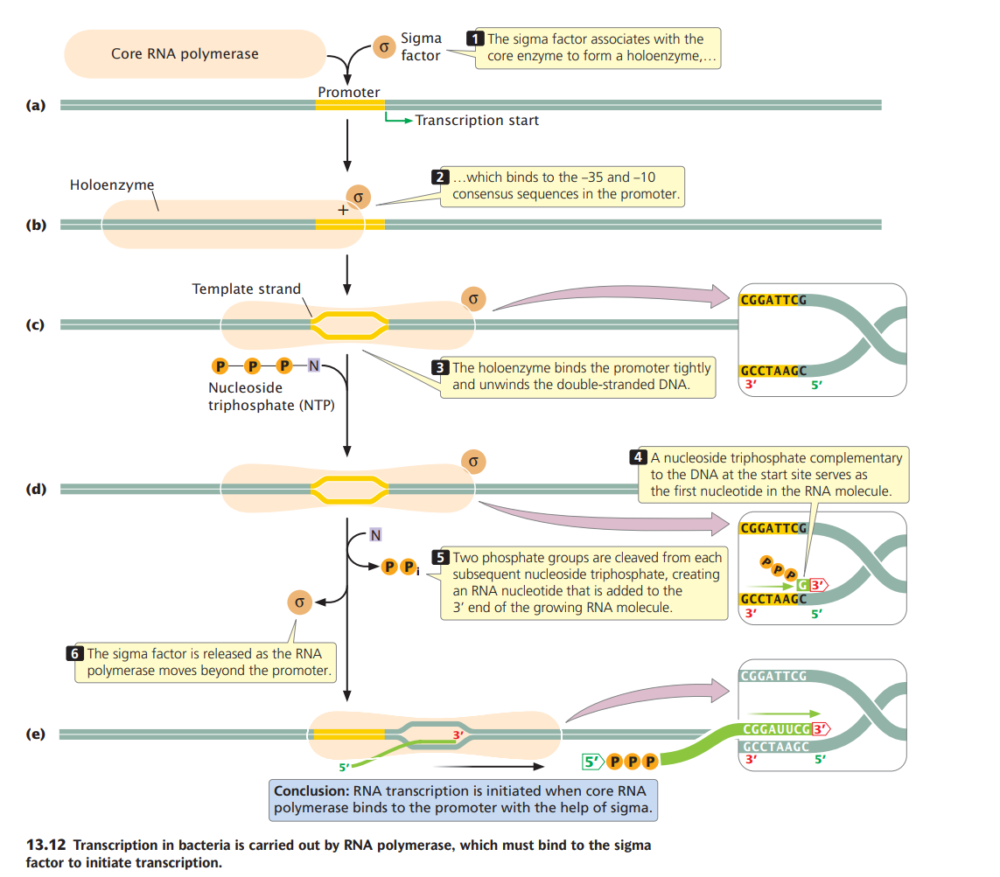 Core RNA polymerase
σ
Sigma
factor
1 The sigma factor associates with the
core enzyme to form a holoenzyme,…
Promoter
(a)
Transcription start
Holoenzyme
σ
+
2 …which binds to the –35 and –10
consensus sequences in the promoter.
(b)
Template strand
σ
(c)
CGGATTCG
GCCTAAGC
3′ 5′
P P P N
Nucleoside
triphosphate (NTP)
3 The holoenzyme binds the promoter tightly
and unwinds the double-stranded DNA.
σ
(d)
4 A nucleoside triphosphate complementary
to the DNA at the start site serves as
the first nucleotide in the RNA molecule.
CGGATTCG
P P P
G 3′
GCCTAAGC
3′ 5′
N
P Pi
5 Two phosphate groups are cleaved from each
subsequent nucleoside triphosphate, creating
an RNA nucleotide that is added to the
3′ end of the growing RNA molecule.
σ
6 The sigma factor is released as the RNA
polymerase moves beyond the promoter.
(e)
3′
5′
CGGATTCG
CGGAUUCG 3′
GCCTAAGC
3′ 5′
5′ P P P
Conclusion: RNA transcription is initiated when core RNA
polymerase binds to the promoter with the help of sigma.
13.12 Transcription in bacteria is carried out by RNA polymerase, which must bind to the sigma
factor to initiate transcription.